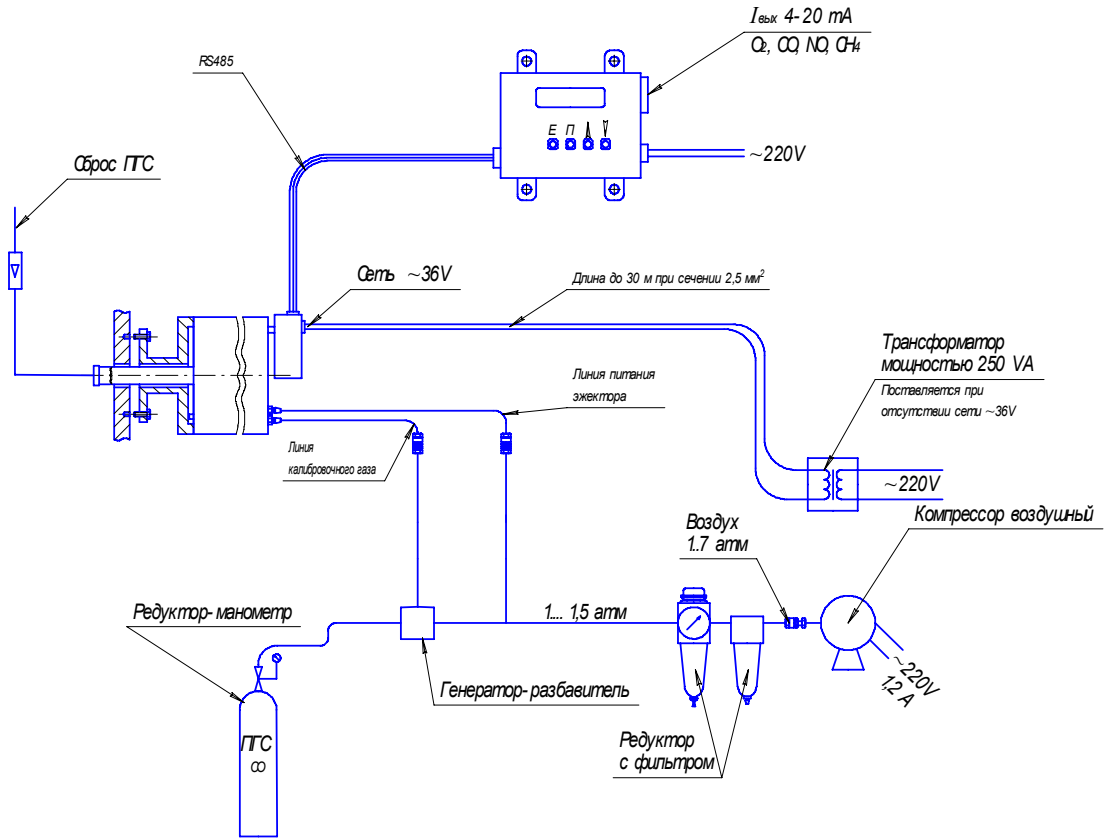 Iвых 4-20 mA
O₂, CO, NO, CH₄
RS485
Е П
~220V
Сброс ПГС
Сеть ~36V
Длина до 30 м при сечении 2,5 мм²
Трансформатор
мощностью 250 VA
Поставляется при
отсутствии сети ~36V
Линия питания
эжектора
Линия
калибровочного газа
~220V
Компрессор воздушный
Воздух
1..7 атм
Редуктор-манометр
1.... 1,5 атм
~220V
1,2 A
Генератор-разбавитель
Редуктор
с фильтром
ПГС
CO